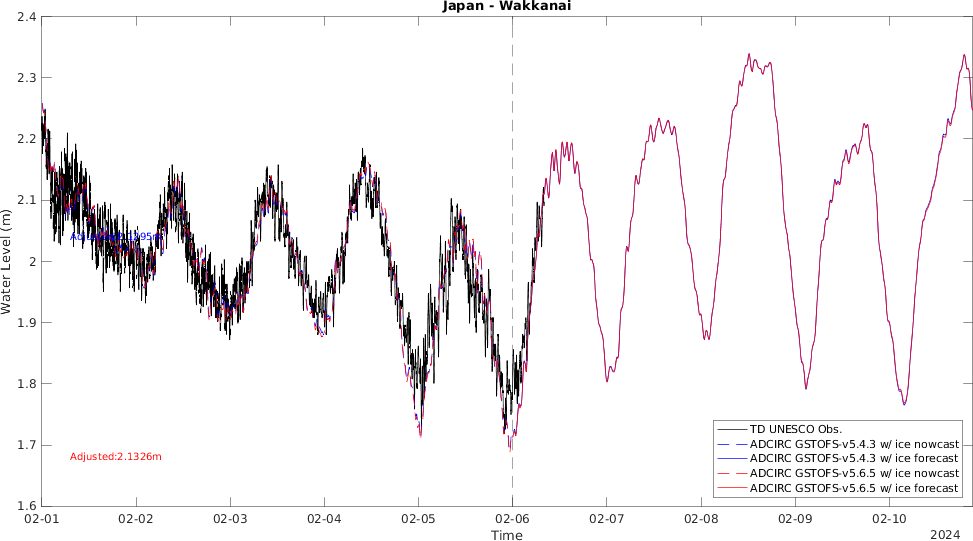 Japan - Wakkanai
Water Level (m)
2.4
2.3
2.2
2.1
2
1.9
1.8
1.7
1.6
Adjusted:2.1326m
TD UNESCO Obs.
ADCIRC GSTOFS-v5.4.3 w/ ice nowcast
ADCIRC GSTOFS-v5.4.3 w/ ice forecast
ADCIRC GSTOFS-v5.6.5 w/ ice nowcast
ADCIRC GSTOFS-v5.6.5 w/ ice forecast
02-01 02-02 02-03 02-04 02-05 02-06 02-07 02-08 02-09 02-10
Time
2024